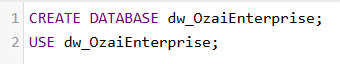 1 CREATE DATABASE dw_OzaiEnterprise;
2 USE dw_OzaiEnterprise;